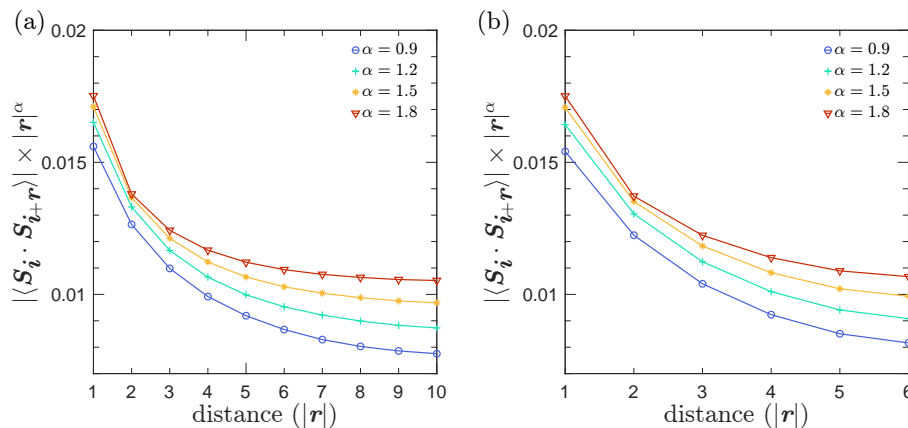 (a)
|⟨S_i · S_{i+r}⟩| × |r|^α
0.02
0.015
0.01
1 2 3 4 5 6 7 8 9 10
distance (|r|)
α = 0.9
α = 1.2
α = 1.5
α = 1.8
(b)
|⟨S_i · S_{i+r}⟩| × |r|^α
0.02
0.015
0.01
1 2 3 4 5 6
distance (|r|)
α = 0.9
α = 1.2
α = 1.5
α = 1.8